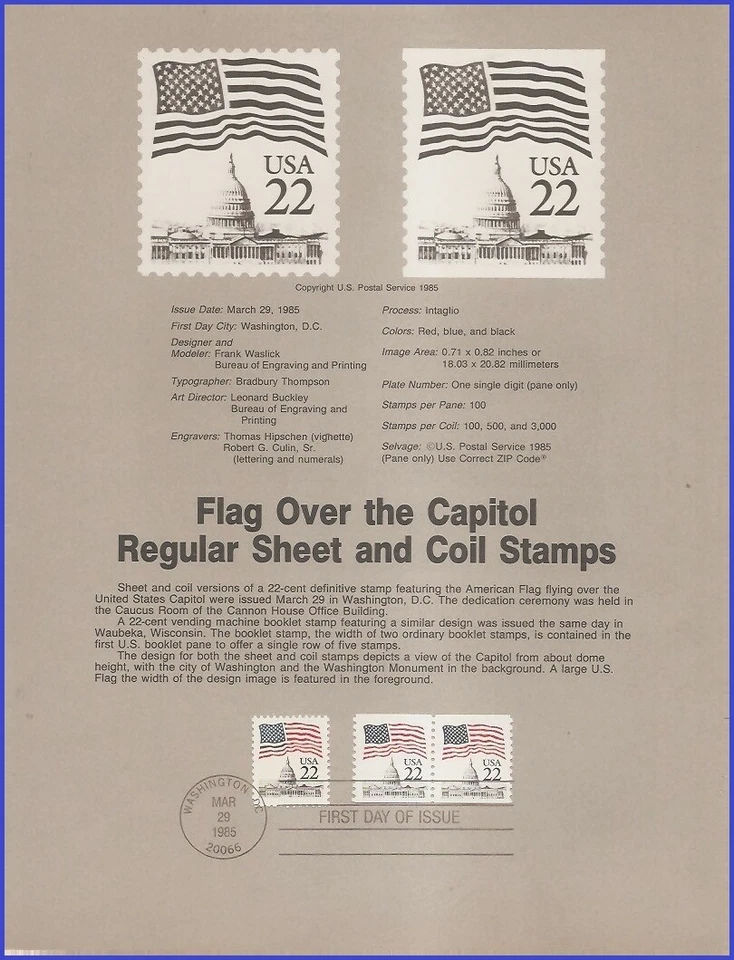 USA
22
USA
22
Copyright U.S. Postal Service 1985
Issue Date: March 29, 1985
First Day City: Washington, D.C.
Designer and
Modeler: Frank Waslick
Bureau of Engraving and Printing
Typographer: Bradbury Thompson
Art Director: Leonard Buckley
Bureau of Engraving and
Printing
Engravers: Thomas Hipschen (vighette)
Robert G. Culin, Sr.
(lettering and numerals)
Process: Intaglio
Colors: Red, blue, and black
Image Area: 0.71 x 0.82 inches or
18.03 x 20.82 millimeters
Plate Number: One single digit (pane only)
Stamps per Pane: 100
Stamps per Coil: 100, 500, and 3,000
Selvage: ©U.S. Postal Service 1985
(Pane only) Use Correct ZIP Code®
Flag Over the Capitol
Regular Sheet and Coil Stamps
Sheet and coil versions of a 22-cent definitive stamp featuring the American Flag flying over the
United States Capitol were issued March 29 in Washington, D.C. The dedication ceremony was held in
the Caucus Room of the Cannon House Office Building.
A 22-cent vending machine booklet stamp featuring a similar design was issued the same day in
Waubeka, Wisconsin. The booklet stamp, the width of two ordinary booklet stamps, is contained in the
first U.S. booklet pane to offer a single row of five stamps.
The design for both the sheet and coil stamps depicts a view of the Capitol from about dome
height, with the city of Washington and the Washington Monument in the background. A large U.S.
Flag the width of the design image is featured in the foreground.
USA
22
USA
22
USA
22
WASHINGTON, DC
MAR
29
1985
20066
FIRST DAY OF ISSUE